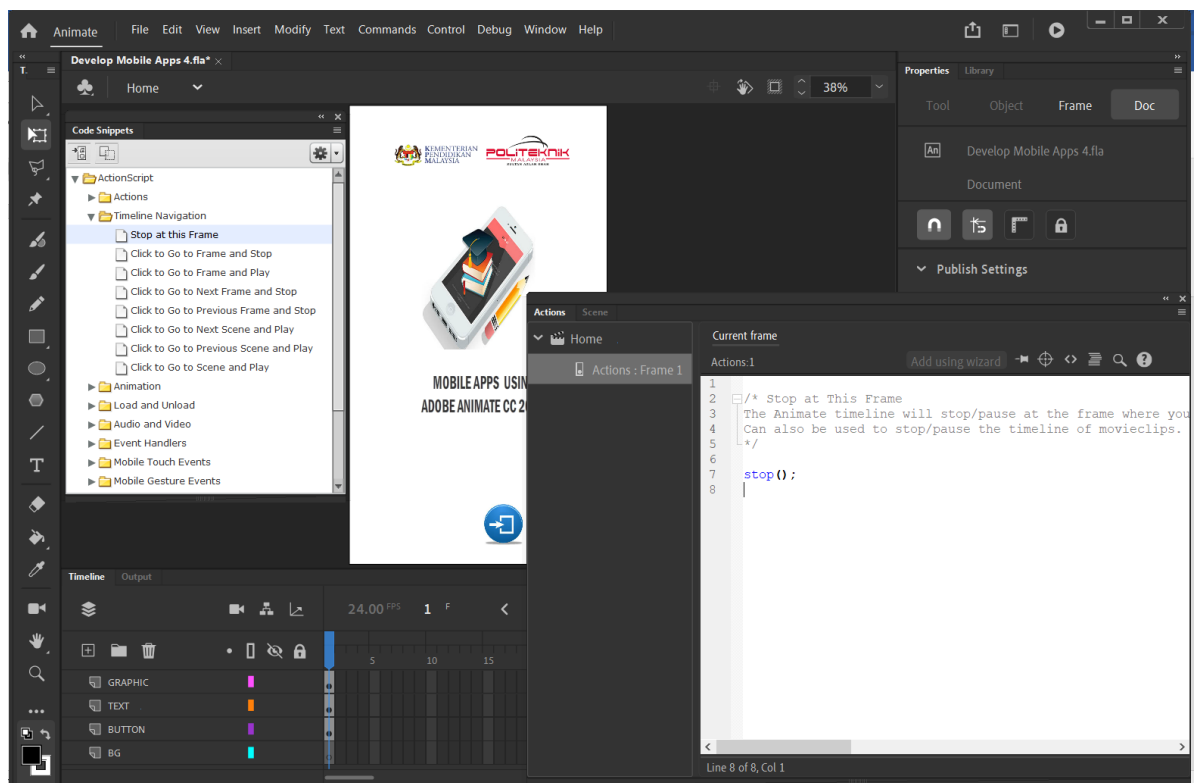 Animate File Edit View Insert Modify Text Commands Control Debug Window Help
T.
Develop Mobile Apps 4.fla*
Home
38%
Code Snippets
ActionScript
Actions
Timeline Navigation
Stop at this Frame
Click to Go to Frame and Stop
Click to Go to Frame and Play
Click to Go to Next Frame and Stop
Click to Go to Previous Frame and Stop
Click to Go to Next Scene and Play
Click to Go to Previous Scene and Play
Click to Go to Scene and Play
Animation
Load and Unload
Audio and Video
Event Handlers
Mobile Touch Events
Mobile Gesture Events
KEMENTERIAN
PENDIDIKAN
MALAYSIA
POLITEKNIK
MALAYSIA
MOBILE APPS USIN
ADOBE ANIMATE CC 2
Properties Library
Tool Object Frame Doc
An Develop Mobile Apps 4.fla
Document
Publish Settings
Actions Scene
Home
Actions : Frame 1
Current frame
Actions:1 Add using wizard
1
2 /* Stop at This Frame
3 The Animate timeline will stop/pause at the frame where you
4 Can also be used to stop/pause the timeline of movieclips.
5 */
6
7 stop();
8
Line 8 of 8, Col 1
Timeline Output
24.00 FPS 1 F
5 10 15
GRAPHIC
TEXT
BUTTON
BG
T